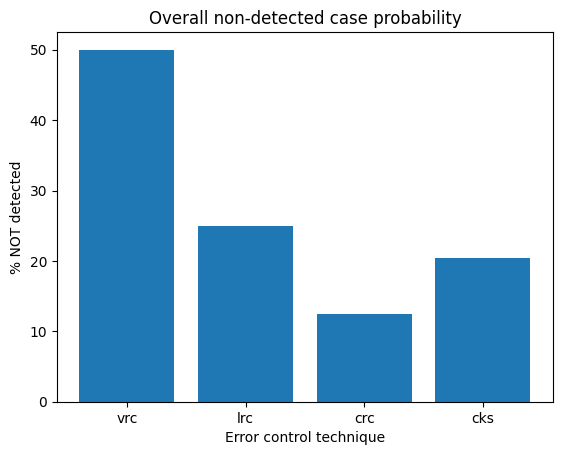 Overall non-detected case probability
% NOT detected
50
40
30
20
10
0
vrc lrc crc cks
Error control technique